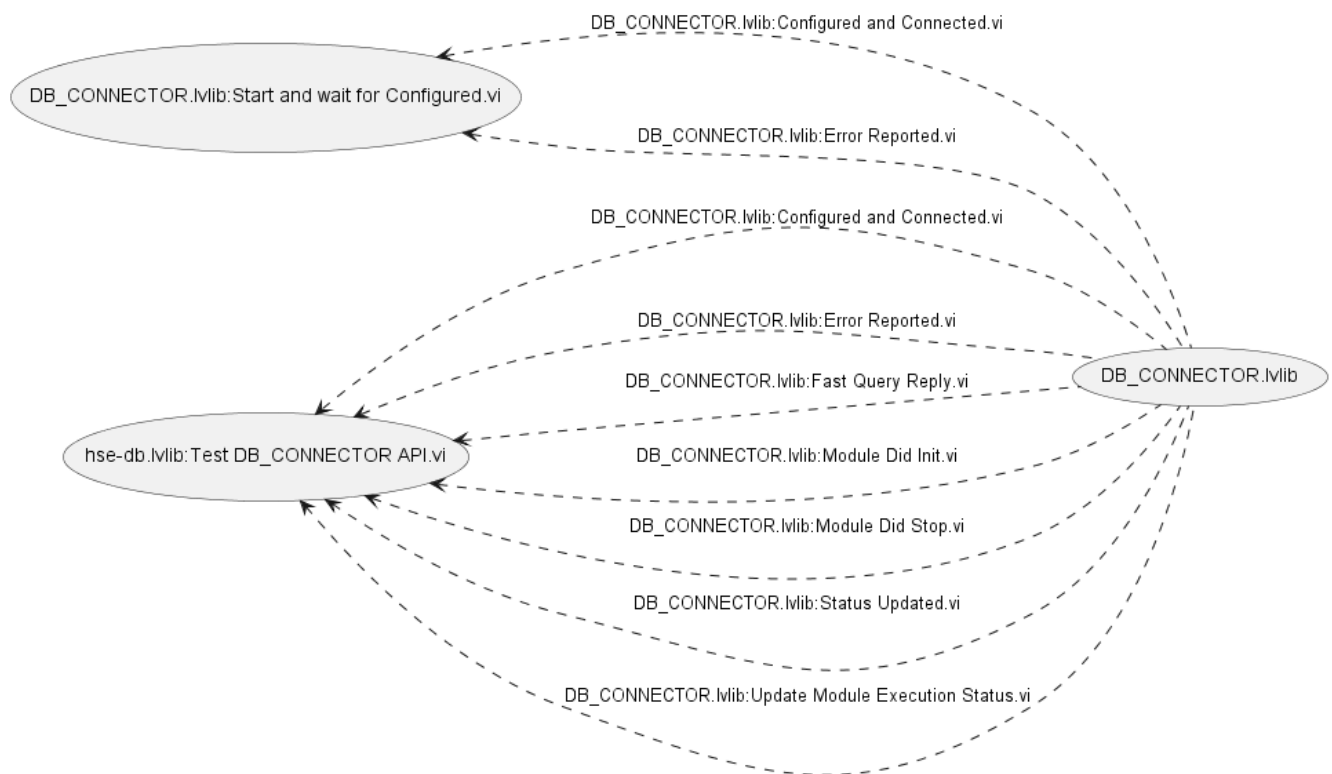 DB_CONNECTOR.lvlib:Configured and Connected.vi
DB_CONNECTOR.lvlib:Start and wait for Configured.vi
DB_CONNECTOR.lvlib:Error Reported.vi
DB_CONNECTOR.lvlib:Configured and Connected.vi
DB_CONNECTOR.lvlib:Error Reported.vi
DB_CONNECTOR.lvlib
DB_CONNECTOR.lvlib:Fast Query Reply.vi
hse-db.lvlib:Test DB_CONNECTOR API.vi
DB_CONNECTOR.lvlib:Module Did Init.vi
DB_CONNECTOR.lvlib:Module Did Stop.vi
DB_CONNECTOR.lvlib:Status Updated.vi
DB_CONNECTOR.lvlib:Update Module Execution Status.vi